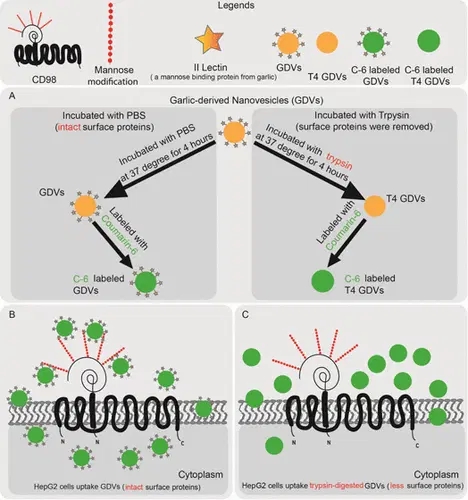 Legends
CD98
Mannose
modification
II Lectin
( a mannose binding protein from garlic)
GDVs
T4 GDVs
C-6 labeled
GDVs
C-6 labeled
T4 GDVs
A
Garlic-derived Nanovesicles (GDVs)
Incubated with PBS
(intact surface proteins)
Incubated with Trpysin
(surface proteins were removed)
Incubated with PBS
at 37 degree for 4 hours
Incubated with trypsin
at 37 degree for 4 hours
GDVs
T4 GDVs
Labeled with
Coumarin-6
Labeled with
Coumarin-6
C-6 labeled
GDVs
C-6 labeled
T4 GDVs
B
N
N
C
Cytoplasm
HepG2 cells uptake GDVs (intact surface proteins)
C
N
N
C
Cytoplasm
HepG2 cells uptake trypsin-digested GDVs (less surface proteins)